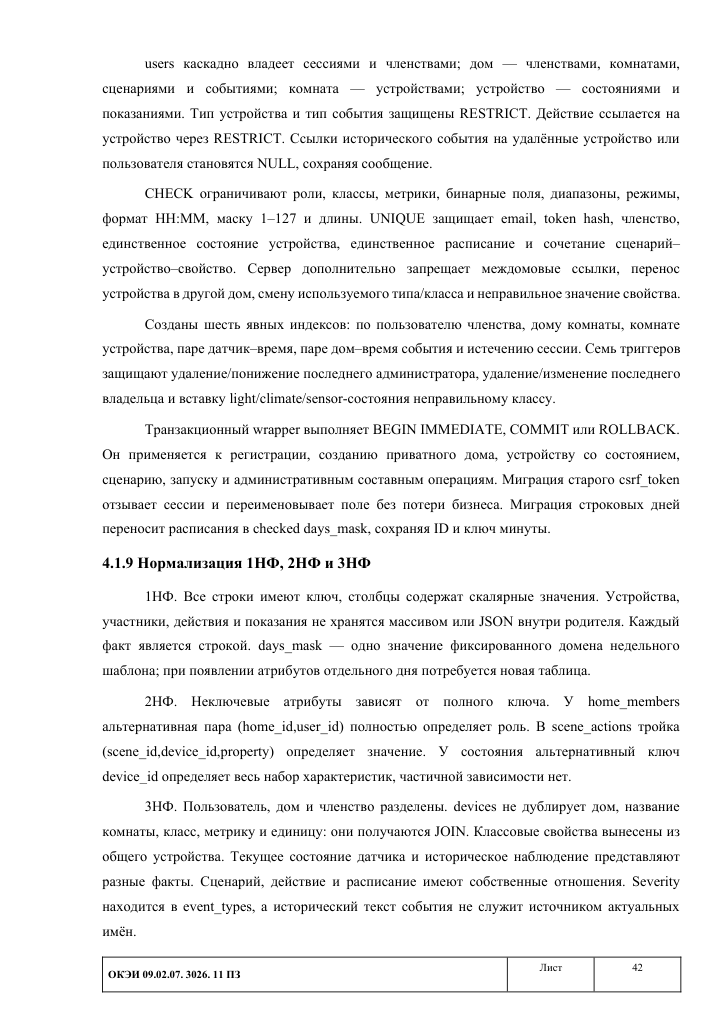 users каскадно владеет сессиями и членствами; дом — членствами, комнатами,
сценариями и событиями; комната — устройствами; устройство — состояниями и
показаниями. Тип устройства и тип события защищены RESTRICT. Действие ссылается на
устройство через RESTRICT. Ссылки исторического события на удалённые устройство или
пользователя становятся NULL, сохраняя сообщение.
CHECK ограничивают роли, классы, метрики, бинарные поля, диапазоны, режимы,
формат HH:MM, маску 1–127 и длины. UNIQUE защищает email, token hash, членство,
единственное состояние устройства, единственное расписание и сочетание сценарий–
устройство–свойство. Сервер дополнительно запрещает междомовые ссылки, перенос
устройства в другой дом, смену используемого типа/класса и неправильное значение свойства.
Созданы шесть явных индексов: по пользователю членства, дому комнаты, комнате
устройства, паре датчик–время, паре дом–время события и истечению сессии. Семь триггеров
защищают удаление/понижение последнего администратора, удаление/изменение последнего
владельца и вставку light/climate/sensor-состояния неправильному классу.
Транзакционный wrapper выполняет BEGIN IMMEDIATE, COMMIT или ROLLBACK.
Он применяется к регистрации, созданию приватного дома, устройству со состоянием,
сценарию, запуску и административным составным операциям. Миграция старого csrf_token
отзывает сессии и переименовывает поле без потери бизнеса. Миграция строковых дней
переносит расписания в checked days_mask, сохраняя ID и ключ минуты.
4.1.9 Нормализация 1НФ, 2НФ и 3НФ
1НФ. Все строки имеют ключ, столбцы содержат скалярные значения. Устройства,
участники, действия и показания не хранятся массивом или JSON внутри родителя. Каждый
факт является строкой. days_mask — одно значение фиксированного домена недельного
шаблона; при появлении атрибутов отдельного дня потребуется новая таблица.
2НФ. Неключевые атрибуты зависят от полного ключа. У home_members
альтернативная пара (home_id,user_id) полностью определяет роль. В scene_actions тройка
(scene_id,device_id,property) определяет значение. У состояния альтернативный ключ
device_id определяет весь набор характеристик, частичной зависимости нет.
3НФ. Пользователь, дом и членство разделены. devices не дублирует дом, название
комнаты, класс, метрику и единицу: они получаются JOIN. Классовые свойства вынесены из
общего устройства. Текущее состояние датчика и историческое наблюдение представляют
разные факты. Сценарий, действие и расписание имеют собственные отношения. Severity
находится в event_types, а исторический текст события не служит источником актуальных
имён.
ОКЭИ 09.02.07. 3026. 11 ПЗ
Лист
42